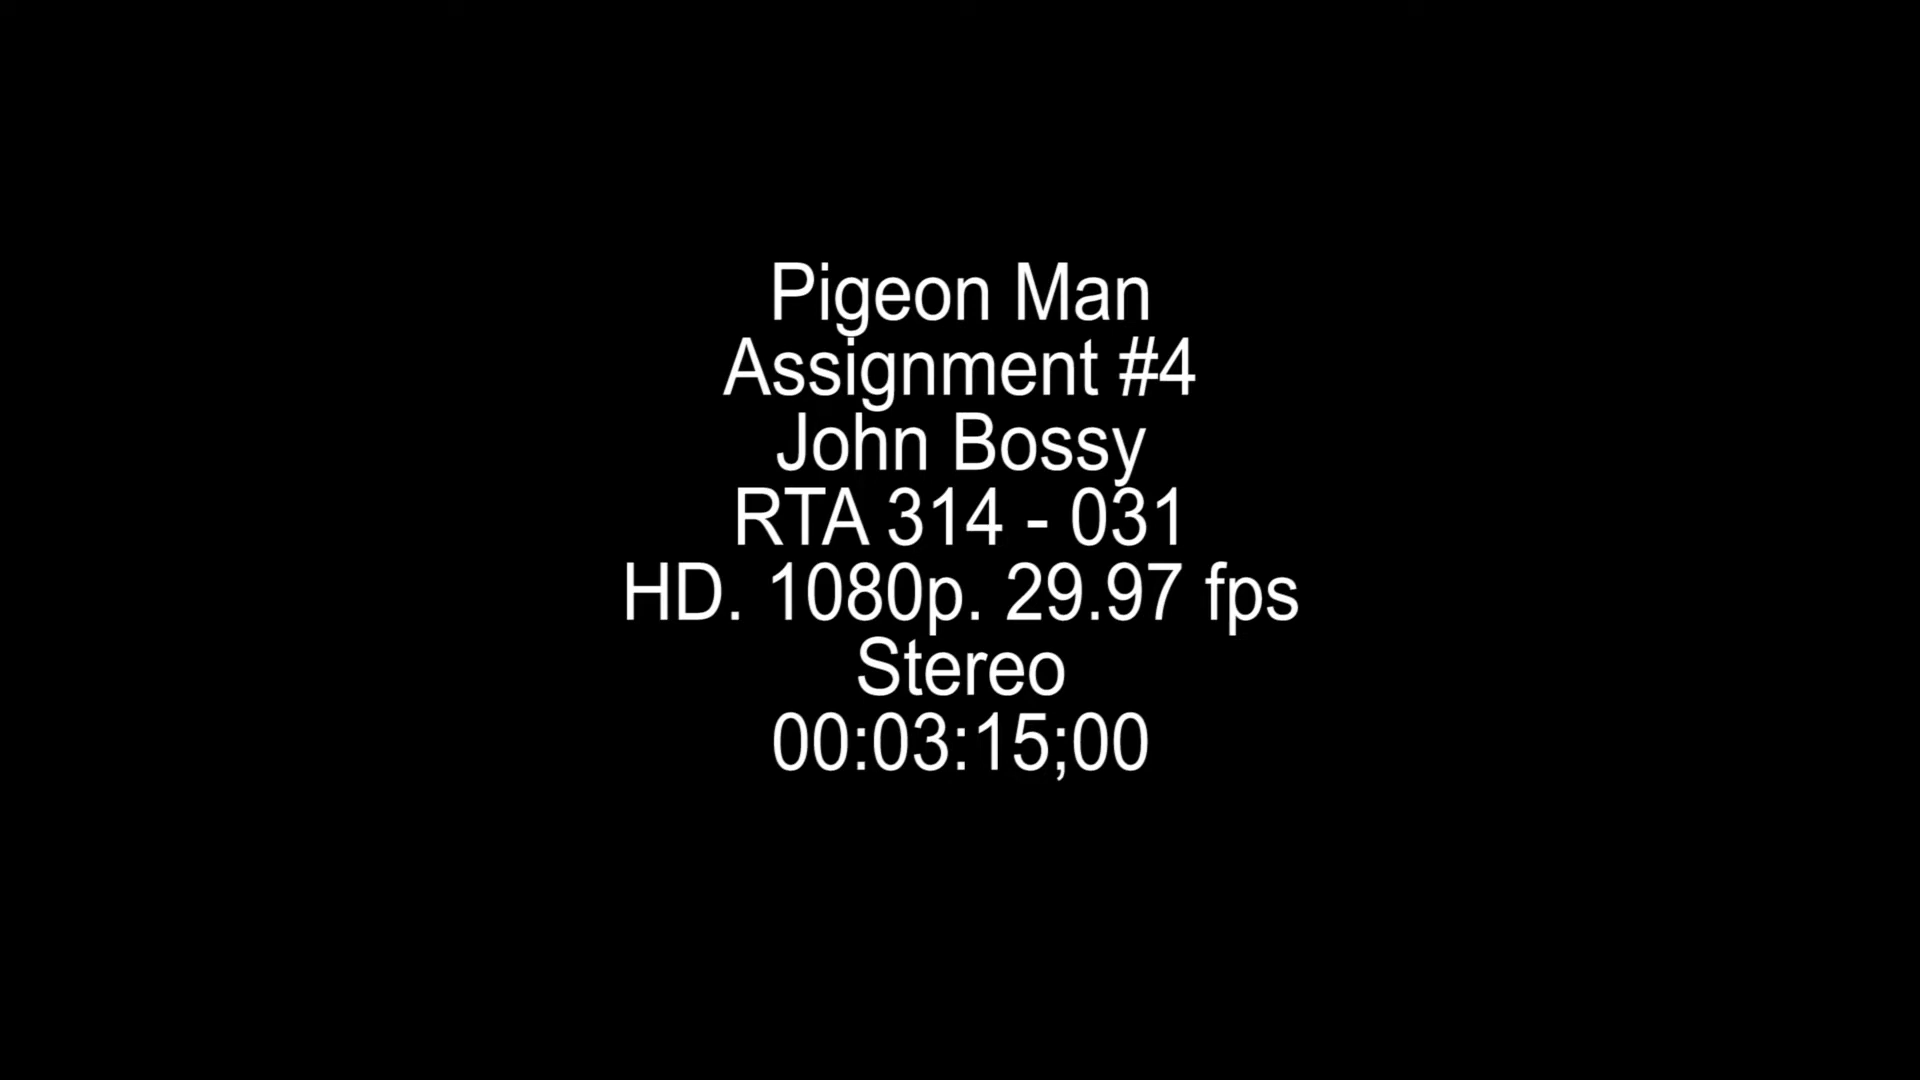 Pigeon Man
Assignment #4
John Bossy
RTA 314 - 031
HD. 1080p. 29.97 fps
Stereo
00:03:15;00